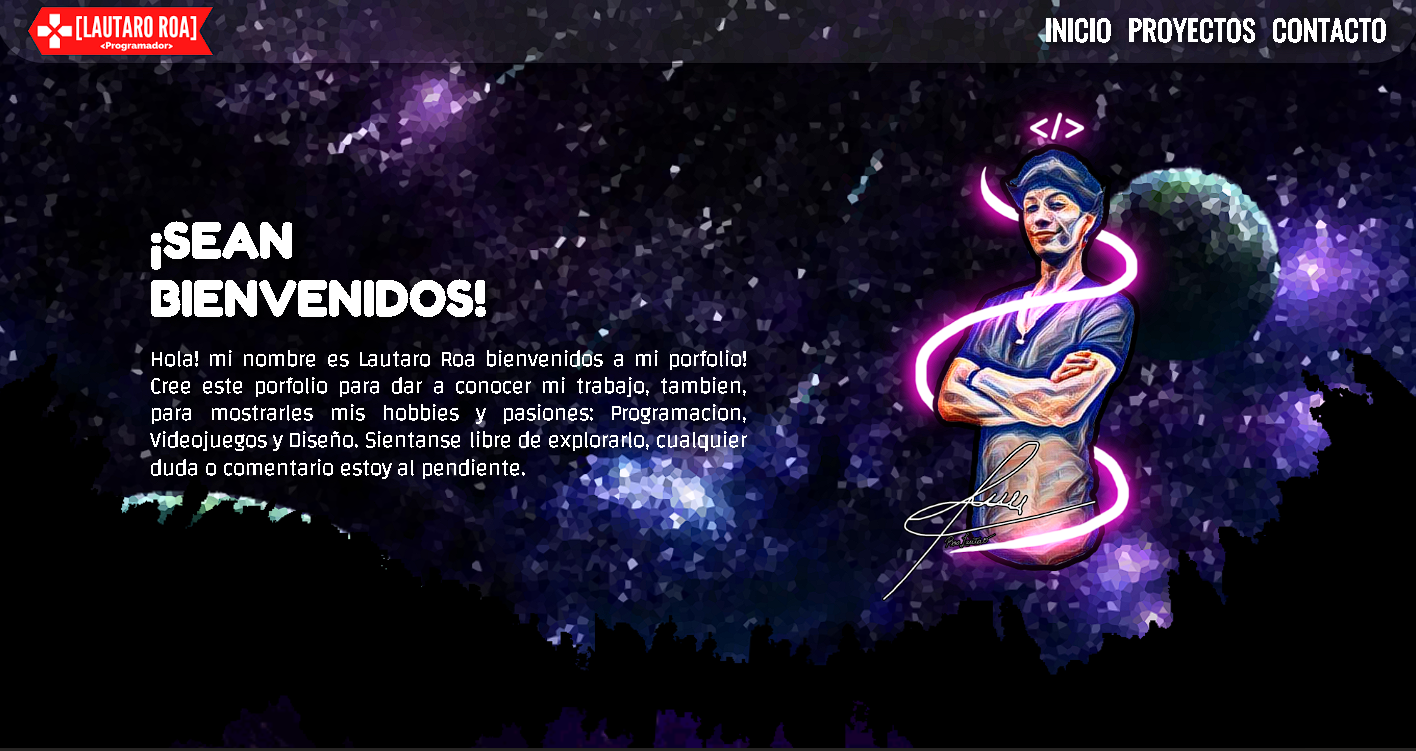 [LAUTARO ROA]
<Programador>
INICIO PROYECTOS CONTACTO
</>
¡SEAN
BIENVENIDOS!
Hola! mi nombre es Lautaro Roa bienvenidos a mi porfolio!
Cree este porfolio para dar a conocer mi trabajo, tambien,
para mostrarles mis hobbies y pasiones: Programacion,
Videojuegos y Diseño. Sientanse libre de explorarlo, cualquier
duda o comentario estoy al pendiente.